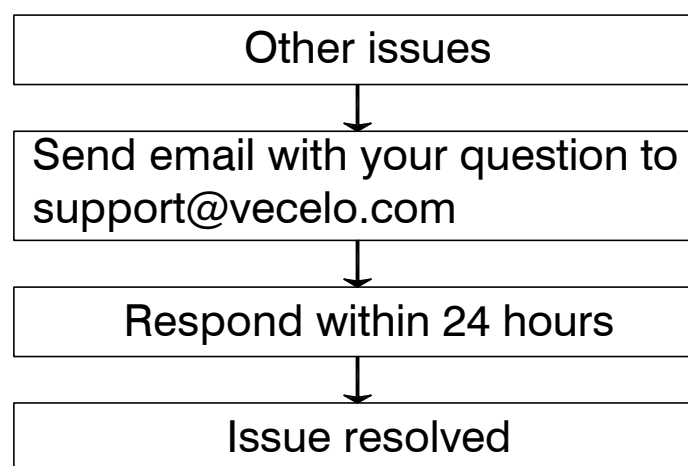 Other issues
Send email with your question to
support@vecelo.com
Respond within 24 hours
Issue resolved